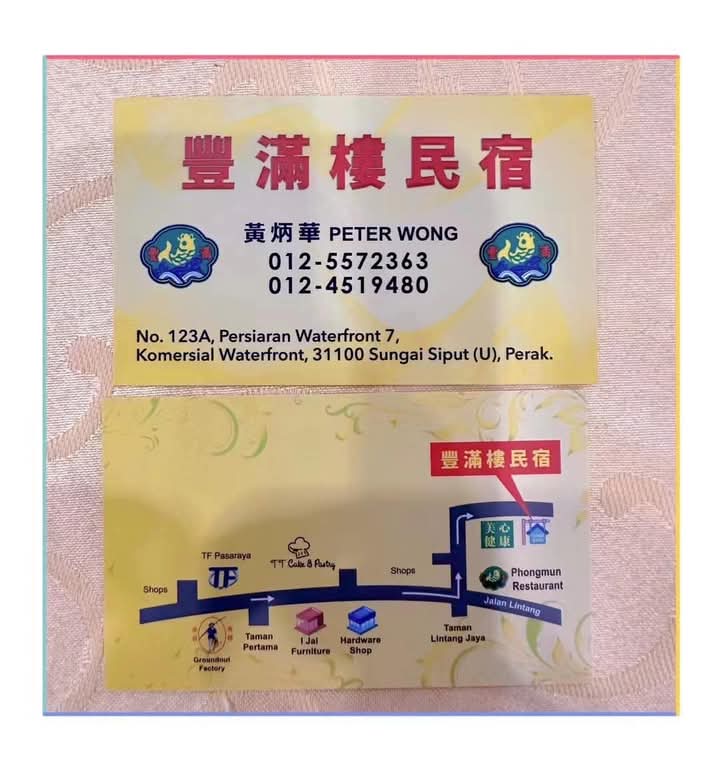 豐滿樓民宿
黃炳華 PETER WONG
012-5572363
012-4519480
No. 123A, Persiaran Waterfront 7,
Komersial Waterfront, 31100 Sungai Siput (U), Perak.
豐滿樓民宿
美心
健康
Phongmun
Restaurant
TF Pasaraya
TF
TT Cake & Pastry
Shops
Shops
Jalan Lintang
Groundnut
Factory
Taman
Pertama
I Jai
Furniture
Hardware
Shop
Taman
Lintang Jaya